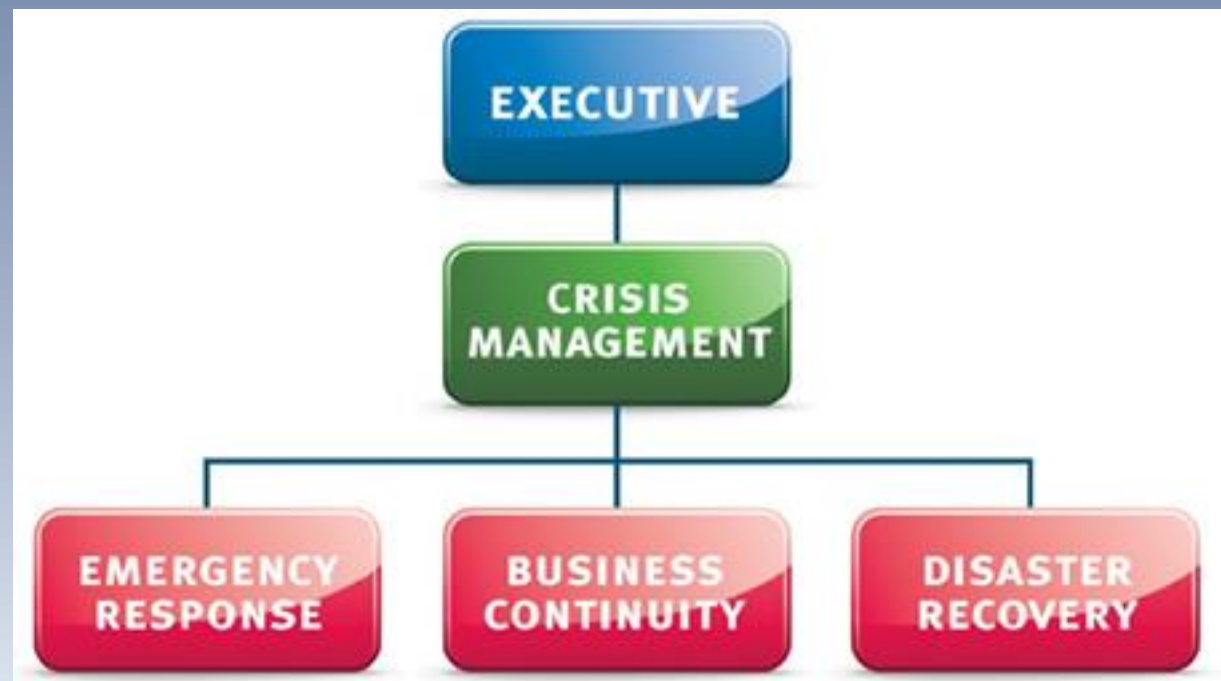 EXECUTIVE
CRISIS
MANAGEMENT
EMERGENCY
RESPONSE
BUSINESS
CONTINUITY
DISASTER
RECOVERY